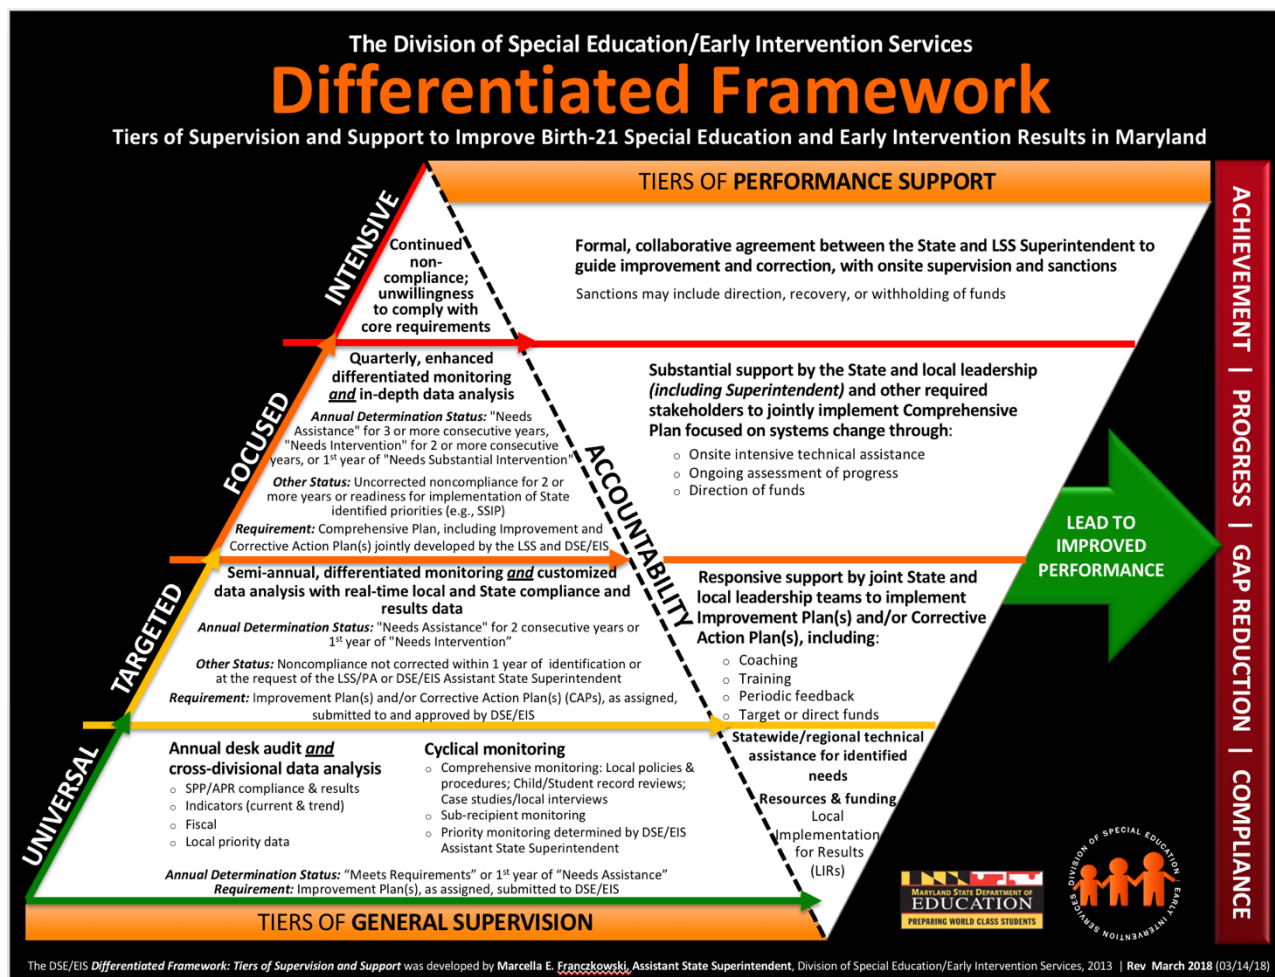 The Division of Special Education/Early Intervention Services
Differentiated Framework
Tiers of Supervision and Support to Improve Birth-21 Special Education and Early Intervention Results in Maryland
TIERS OF PERFORMANCE SUPPORT
INTENSIVE
Continued
non-
compliance;
unwillingness
to comply with
core requirements
Formal, collaborative agreement between the State and LSS Superintendent to
guide improvement and correction, with onsite supervision and sanctions
Sanctions may include direction, recovery, or withholding of funds
FOCUSED
Quarterly, enhanced
differentiated monitoring
and in-depth data analysis
Annual Determination Status: "Needs
Assistance" for 3 or more consecutive years,
"Needs Intervention" for 2 or more consecutive
years, or 1st year of "Needs Substantial Intervention"
Other Status: Uncorrected noncompliance for 2 or
more years or readiness for implementation of State
identified priorities (e.g., SSIP)
Requirement: Comprehensive Plan, including Improvement and
Corrective Action Plan(s) jointly developed by the LSS and DSE/EIS
Substantial support by the State and local leadership
(including Superintendent) and other required
stakeholders to jointly implement Comprehensive
Plan focused on systems change through:
o Onsite intensive technical assistance
o Ongoing assessment of progress
o Direction of funds
ACCOUNTABILITY
TARGETED
Semi-annual, differentiated monitoring and customized
data analysis with real-time local and State compliance and
results data
Annual Determination Status: "Needs Assistance" for 2 consecutive years or
1st year of "Needs Intervention”
Other Status: Noncompliance not corrected within 1 year of identification or
at the request of the LSS/PA or DSE/EIS Assistant State Superintendent
Requirement: Improvement Plan(s) and/or Corrective Action Plan(s) (CAPs), as assigned,
submitted to and approved by DSE/EIS
Responsive support by joint State and
local leadership teams to implement
Improvement Plan(s) and/or Corrective
Action Plan(s), including:
o Coaching
o Training
o Periodic feedback
o Target or direct funds
UNIVERSAL
Annual desk audit and
cross-divisional data analysis
o SPP/APR compliance & results
o Indicators (current & trend)
o Fiscal
o Local priority data
Cyclical monitoring
o Comprehensive monitoring: Local policies &
procedures; Child/Student record reviews;
Case studies/local interviews
o Sub-recipient monitoring
o Priority monitoring determined by DSE/EIS
Assistant State Superintendent
Annual Determination Status: “Meets Requirements” or 1st year of “Needs Assistance”
Requirement: Improvement Plan(s), as assigned, submitted to DSE/EIS
Statewide/regional technical
assistance for identified
needs
Resources & funding
Local
Implementation
for Results
(LIRs)
TIERS OF GENERAL SUPERVISION
LEAD TO
IMPROVED
PERFORMANCE
ACHIEVEMENT | PROGRESS | GAP REDUCTION | COMPLIANCE
MARYLAND STATE DEPARTMENT OF
EDUCATION
PREPARING WORLD CLASS STUDENTS
DIVISION OF SPECIAL EDUCATION · EARLY INTERVENTION SERVICES
The DSE/EIS Differentiated Framework: Tiers of Supervision and Support was developed by Marcella E. Franczkowski, Assistant State Superintendent, Division of Special Education/Early Intervention Services, 2013 | Rev March 2018 (03/14/18)